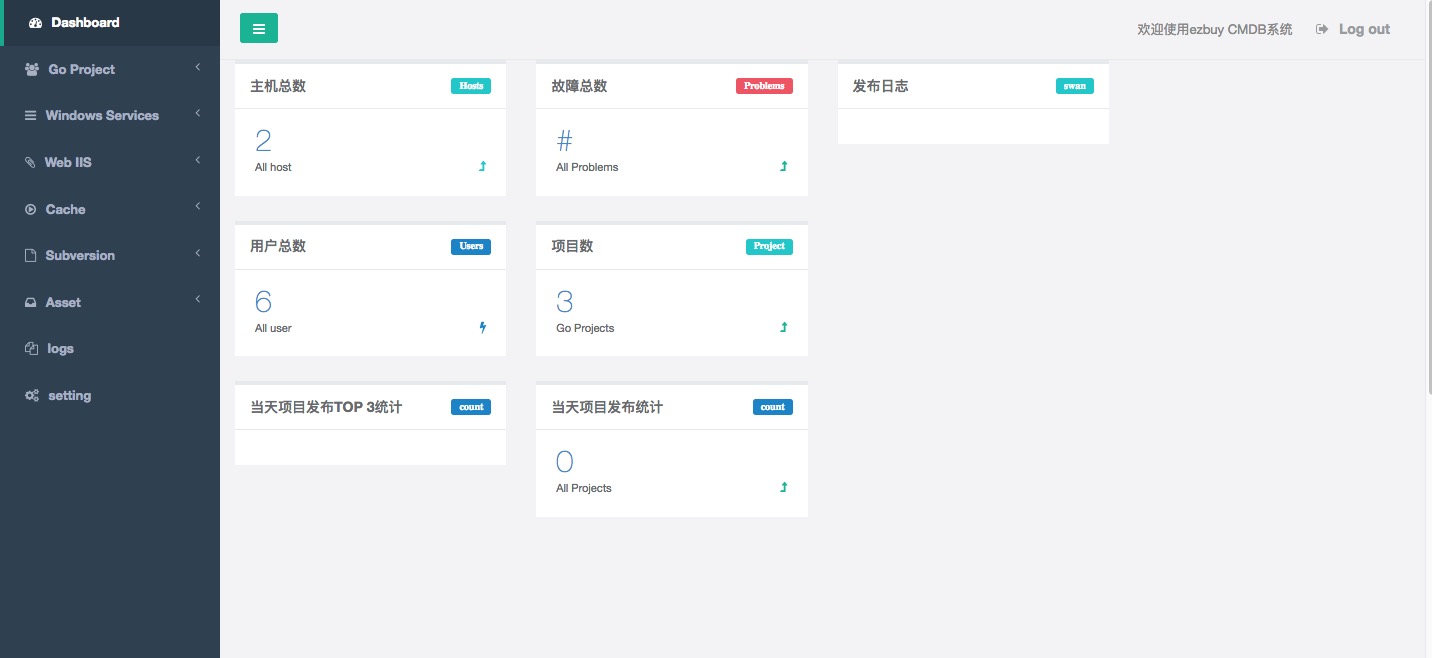 Dashboard
Go Project
Windows Services
Web IIS
Cache
Subversion
Asset
logs
setting
欢迎使用ezbuy CMDB系统 Log out
主机总数 Hosts
2
All host
故障总数 Problems
#
All Problems
发布日志 swan
用户总数 Users
6
All user
项目数 Project
3
Go Projects
当天项目发布TOP 3统计 count
当天项目发布统计 count
0
All Projects